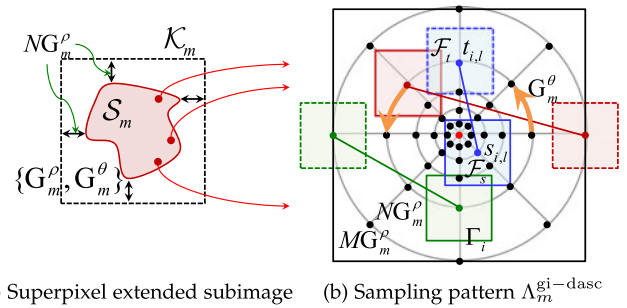 NG_m^ρ
𝒦_m
𝒮_m
{G_m^ρ, G_m^θ}
ℱ_t
t_{i,l}
G_m^θ
s_{i,l}
ℱ_s
NG_m^ρ
MG_m^ρ
Γ_i
) Superpixel extended subimage
(b) Sampling pattern Λ_m^{gi−dasc}